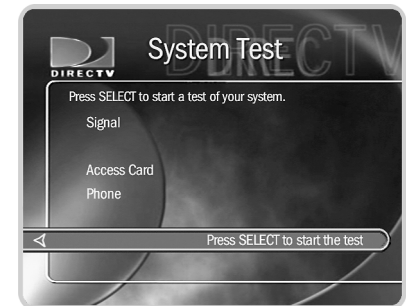 DIRECTV
System Test
DIRECTV
Press SELECT to start a test of your system.
Signal
Access Card
Phone
Press SELECT to start the test